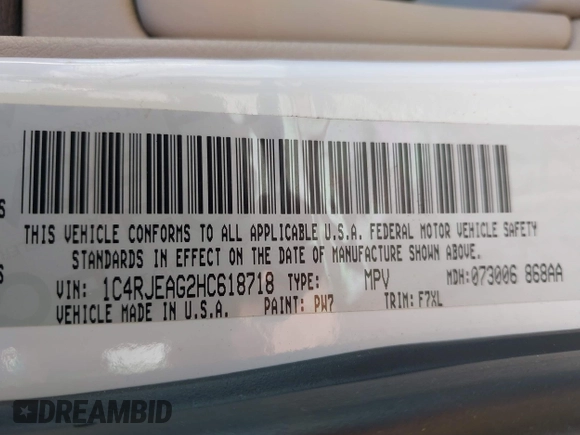 THIS VEHICLE CONFORMS TO ALL APPLICABLE U.S.A. FEDERAL MOTOR VEHICLE SAFETY
STANDARDS IN EFFECT ON THE DATE OF MANUFACTURE SHOWN ABOVE.
VIN: 1C4RJEAG2HC618718 TYPE: MPV MDH:073006 868AA
VEHICLE MADE IN U.S.A. PAINT: PW7 TRIM: F7XL
DREAMBID